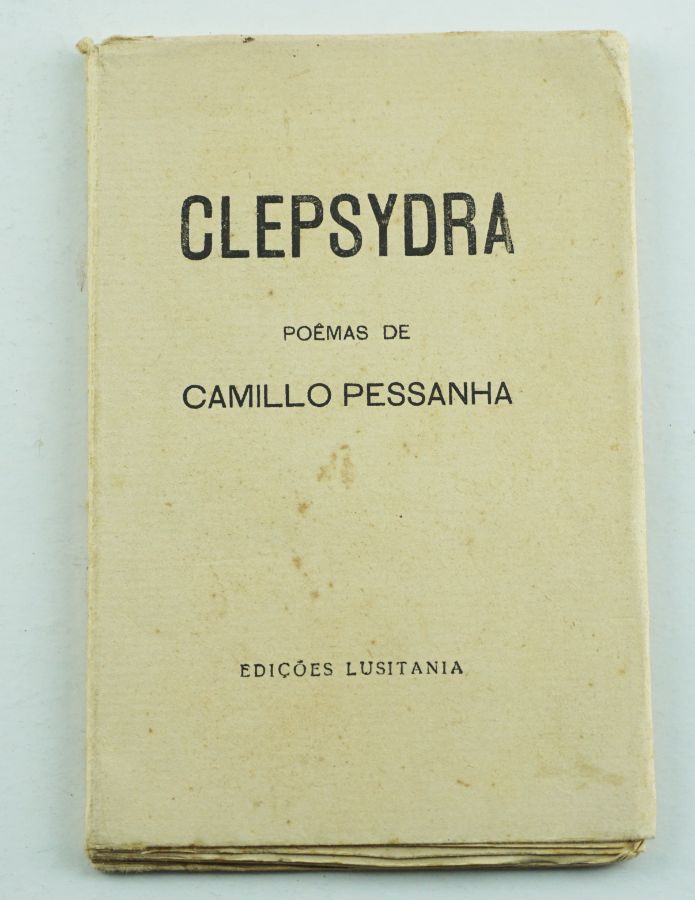 CLEPSYDRA
POÊMAS DE
CAMILLO PESSANHA
EDIÇÕES LUSITANIA